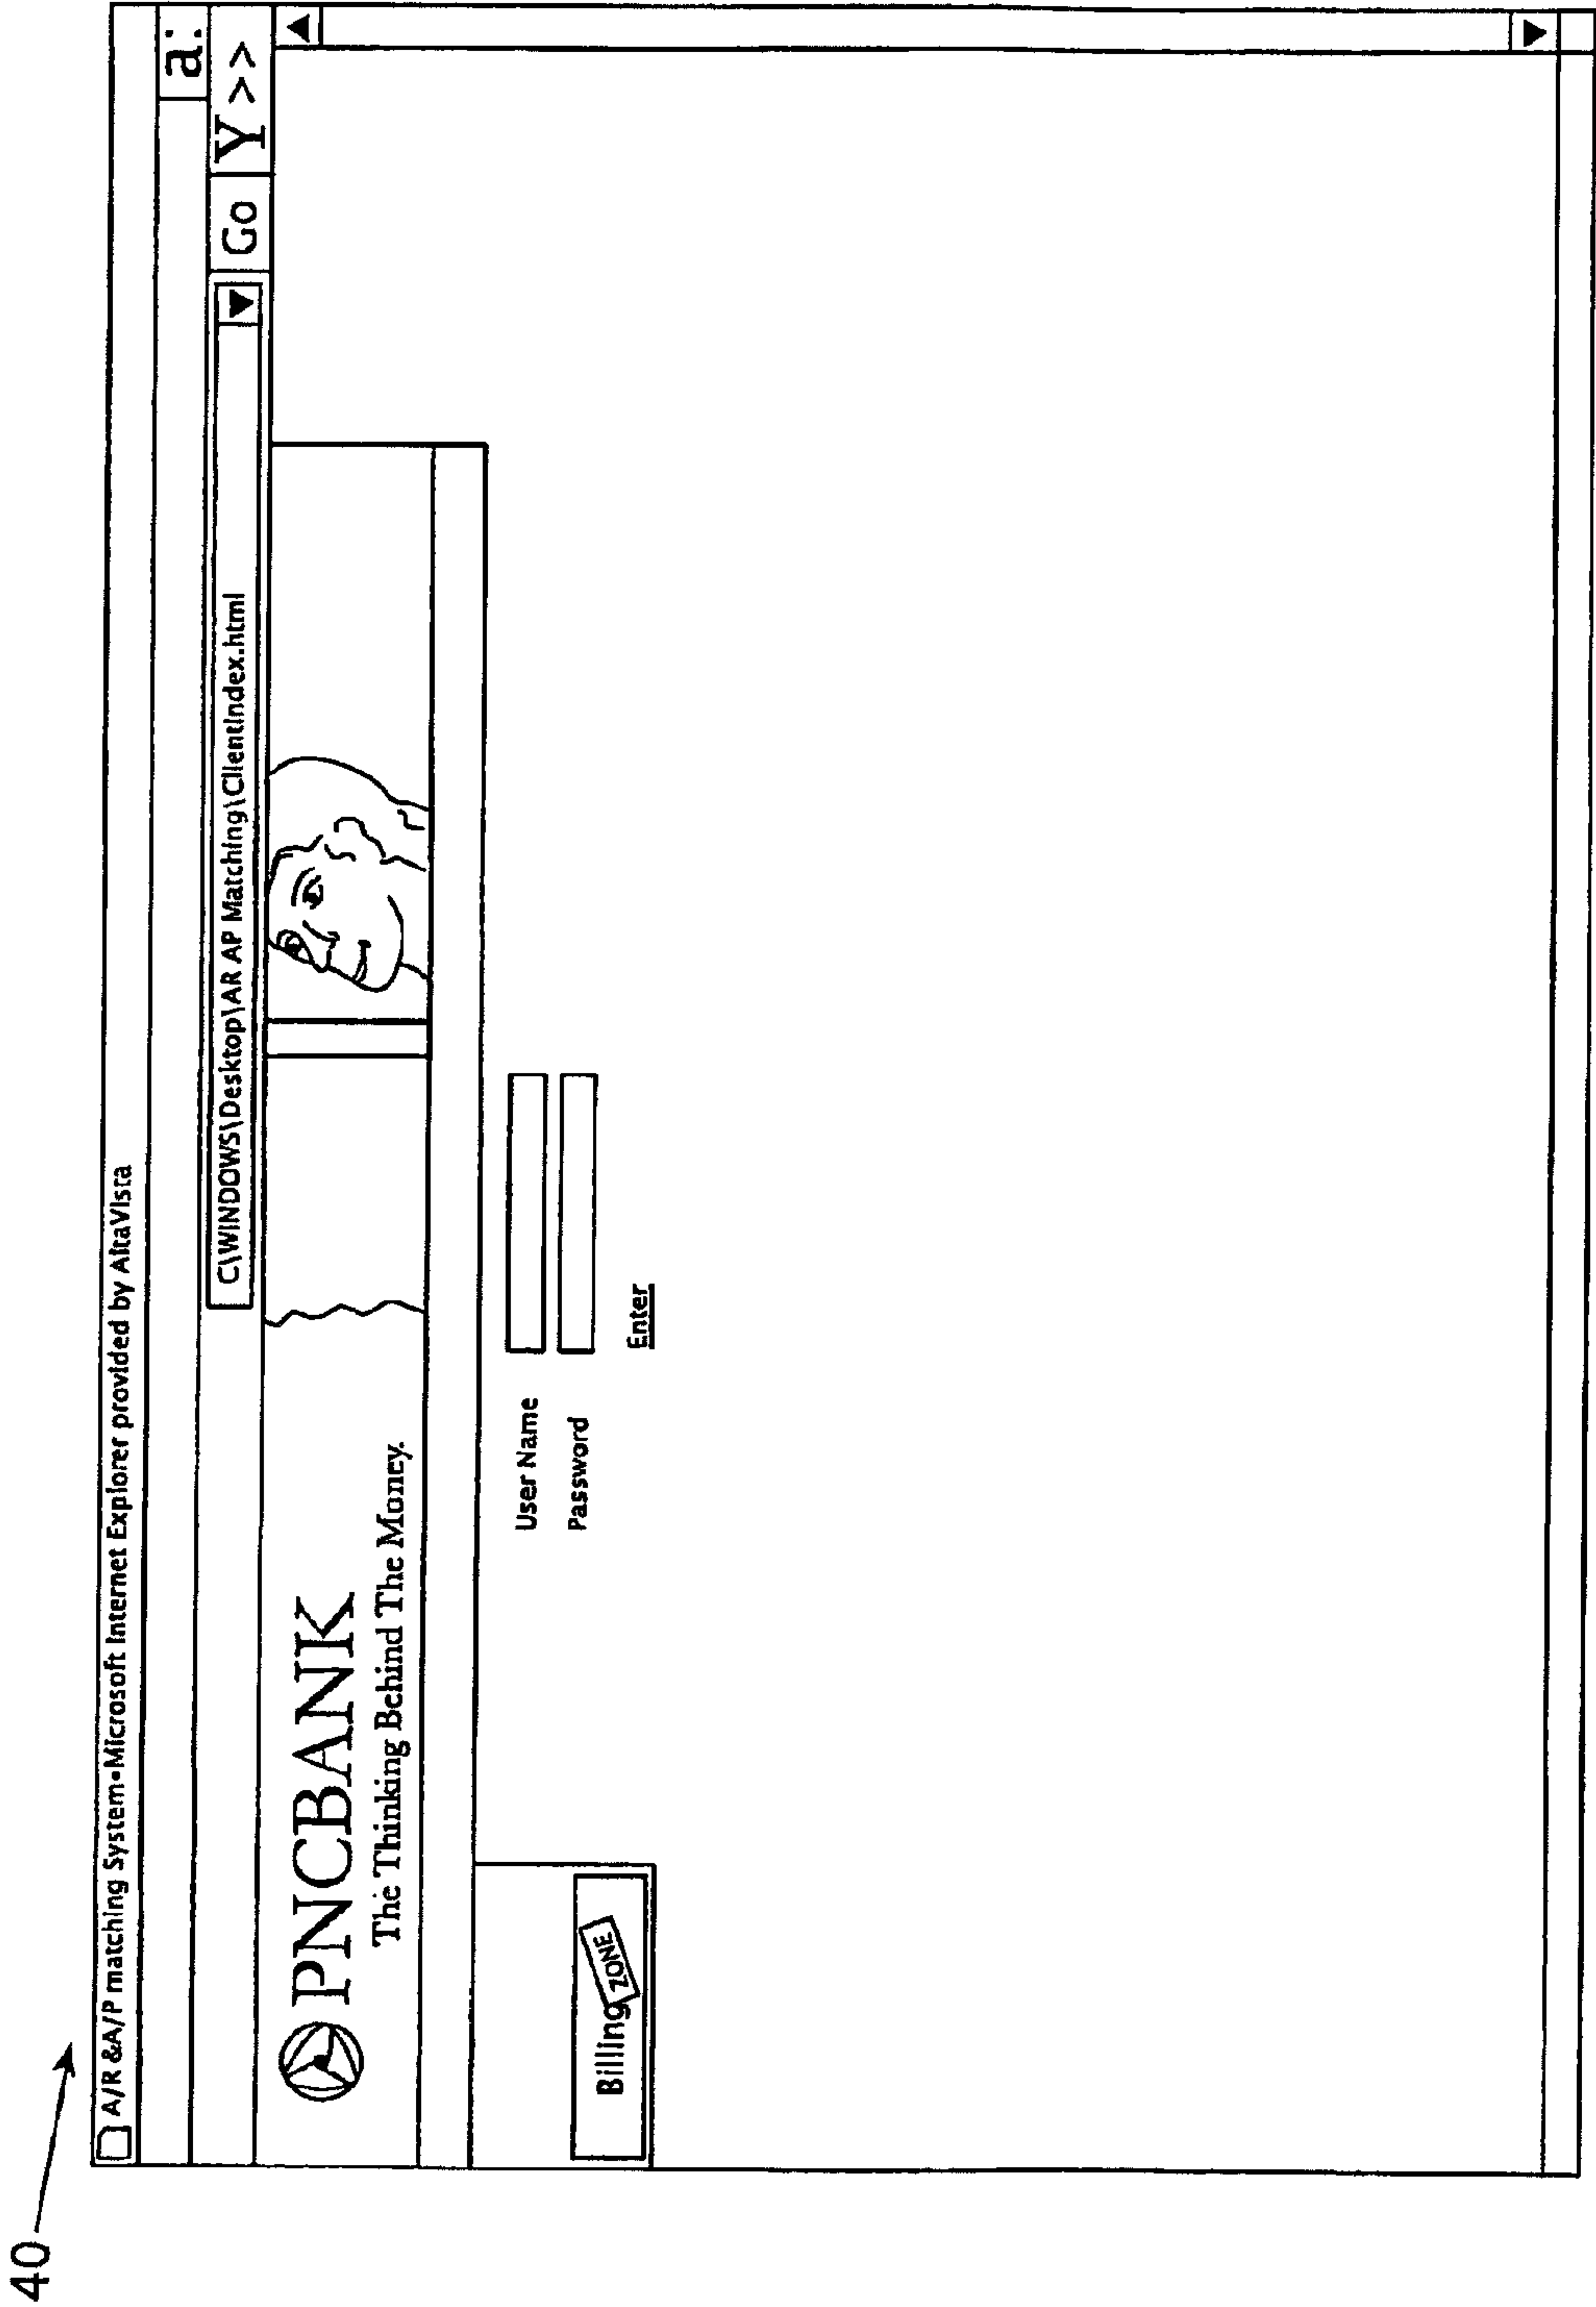 40
A/R &A/P matching System•Microsoft Internet Explorer provided by AltaVista
a:
C\WINDOWS\Desktop\AR AP Matching\ClientIndex.html
Go
Y >>
PNCBANK
The Thinking Behind The Money.
User Name
Password
Enter
Billing ZONE